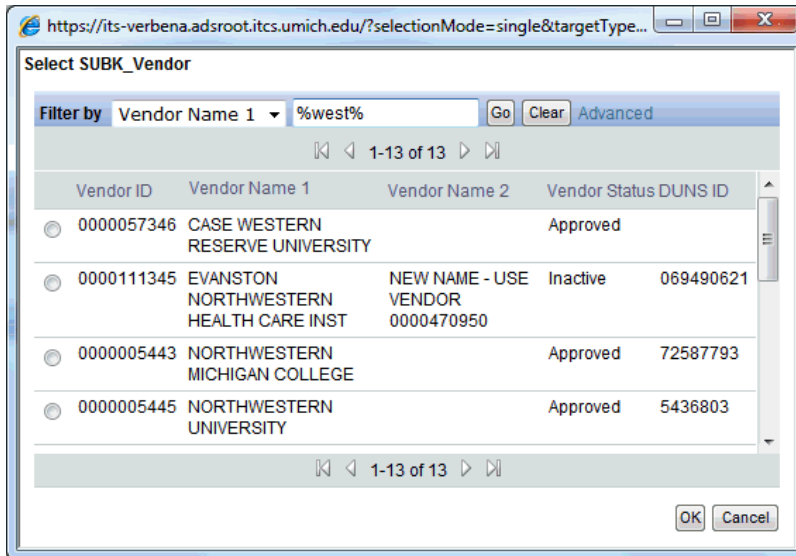 https://its-verbena.adsroot.itcs.umich.edu/?selectionMode=single&targetType...
Select SUBK_Vendor
Filter by Vendor Name 1 %west% Go Clear Advanced
1-13 of 13
Vendor ID Vendor Name 1 Vendor Name 2 Vendor Status DUNS ID
0000057346 CASE WESTERN Approved
RESERVE UNIVERSITY
0000111345 EVANSTON NEW NAME - USE Inactive 069490621
NORTHWESTERN VENDOR
HEALTH CARE INST 0000470950
0000005443 NORTHWESTERN Approved 72587793
MICHIGAN COLLEGE
0000005445 NORTHWESTERN Approved 5436803
UNIVERSITY
1-13 of 13
OK Cancel